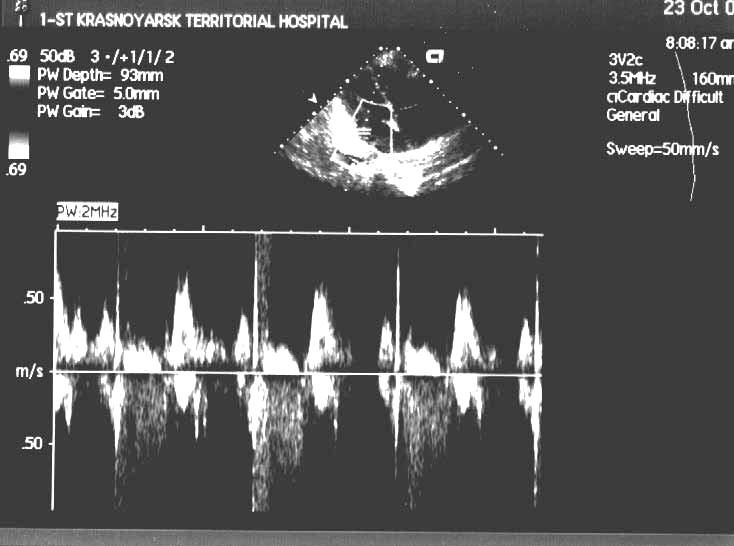 1-ST KRASNOYARSK TERRITORIAL HOSPITAL
23 Oct 0
8:08:17 am
.69
50dB 3 ·/+1/1/ 2
PW Depth= 93mm
PW Gate= 5.0mm
PW Gain= 3dB
.69
3V2c
3.5MHz 160mm
Cardiac Difficult
General
Sweep=50mm/s
PW:2MHz
.50
m/s
.50